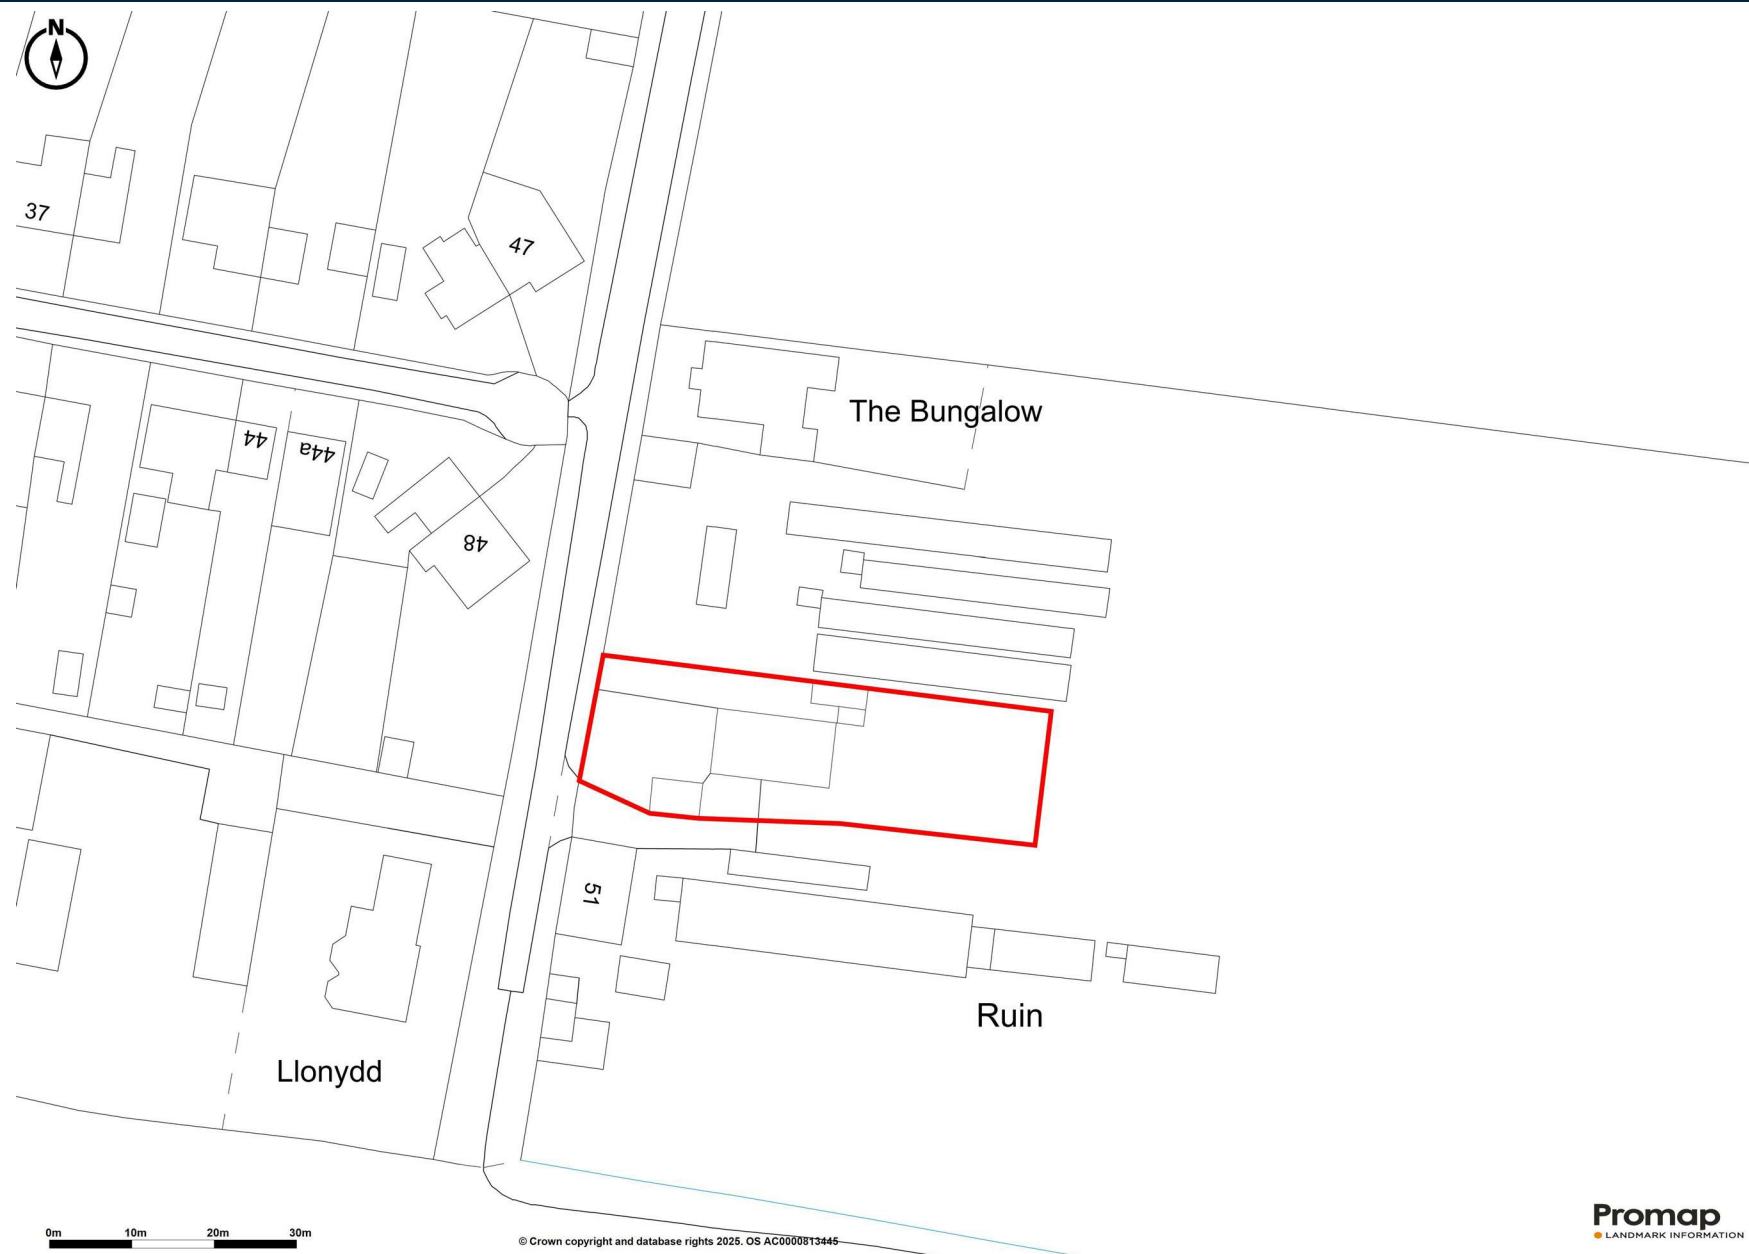 N
37
47
The Bungalow
44
44a
48
51
Ruin
Llonydd
0m 10m 20m 30m
© Crown copyright and database rights 2025. OS AC0000813445
Promap
LANDMARK INFORMATION